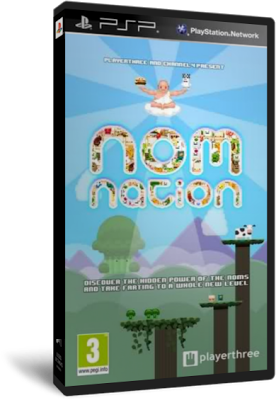 PSP
PlayStation.Network
PLAYERTHREE AND CHANNEL 4 PRESENT
nom
nation
DISCOVER THE HIDDEN POWER OF THE NOMS
AND TAKE FARTING TO A WHOLE NEW LEVEL
3
www.pegi.info
playerthree